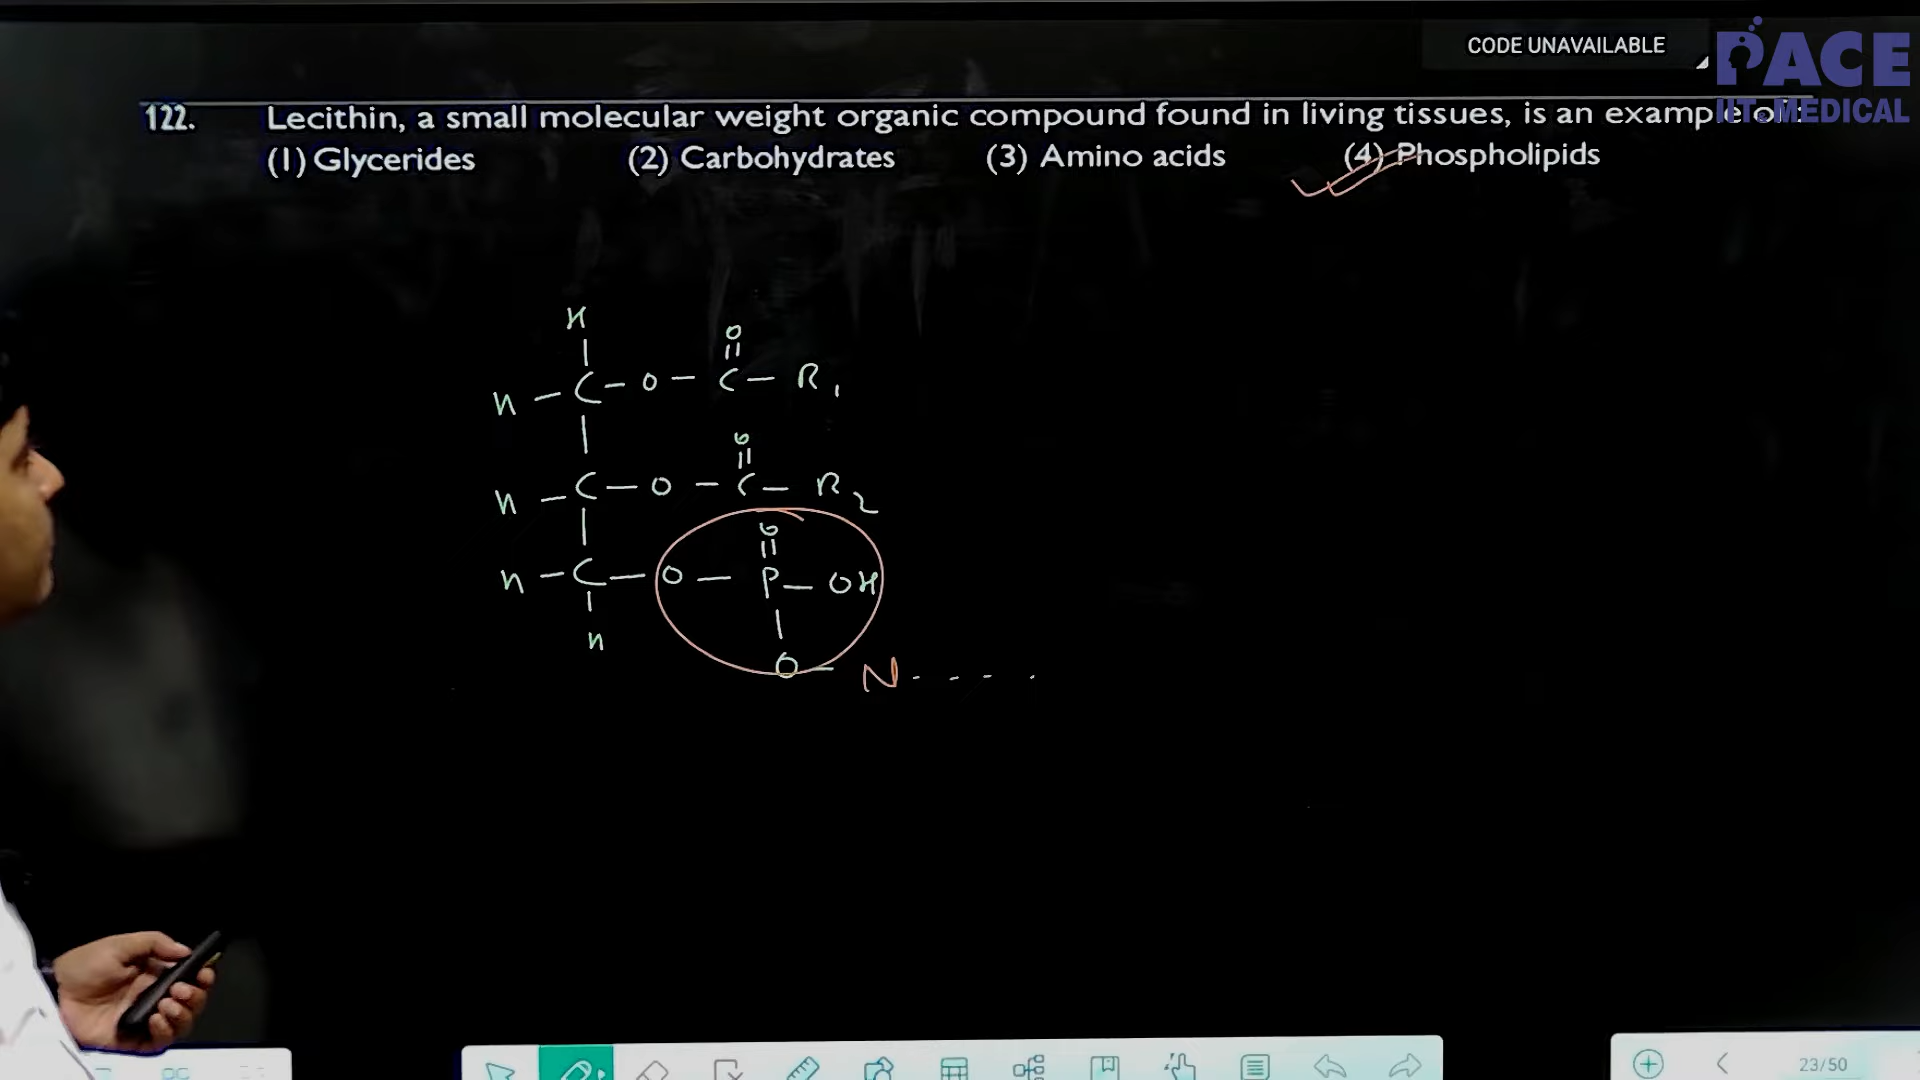 CODE UNAVAILABLE
PACE
IIT & MEDICAL
122. Lecithin, a small molecular weight organic compound found in living tissues, is an example of:
(1) Glycerides (2) Carbohydrates (3) Amino acids (4) Phospholipids
H
O
H - C - O - C - R1
O
H - C - O - C - R2
O
H - C - O - P - OH
H
O - N - - - -
23/50